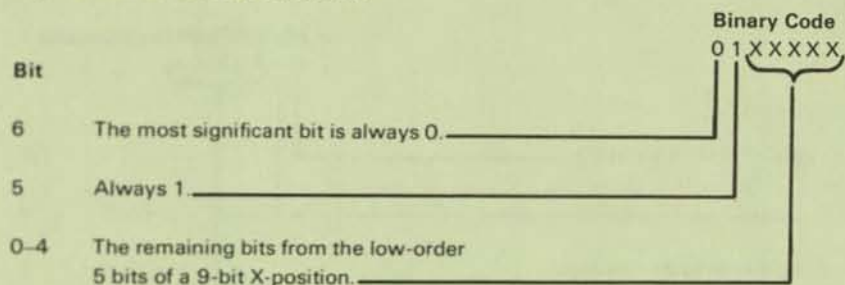 Binary Code
0 1 X X X X X
Bit
6 The most significant bit is always 0.
5 Always 1.
0–4 The remaining bits from the low-order
5 bits of a 9-bit X-position.